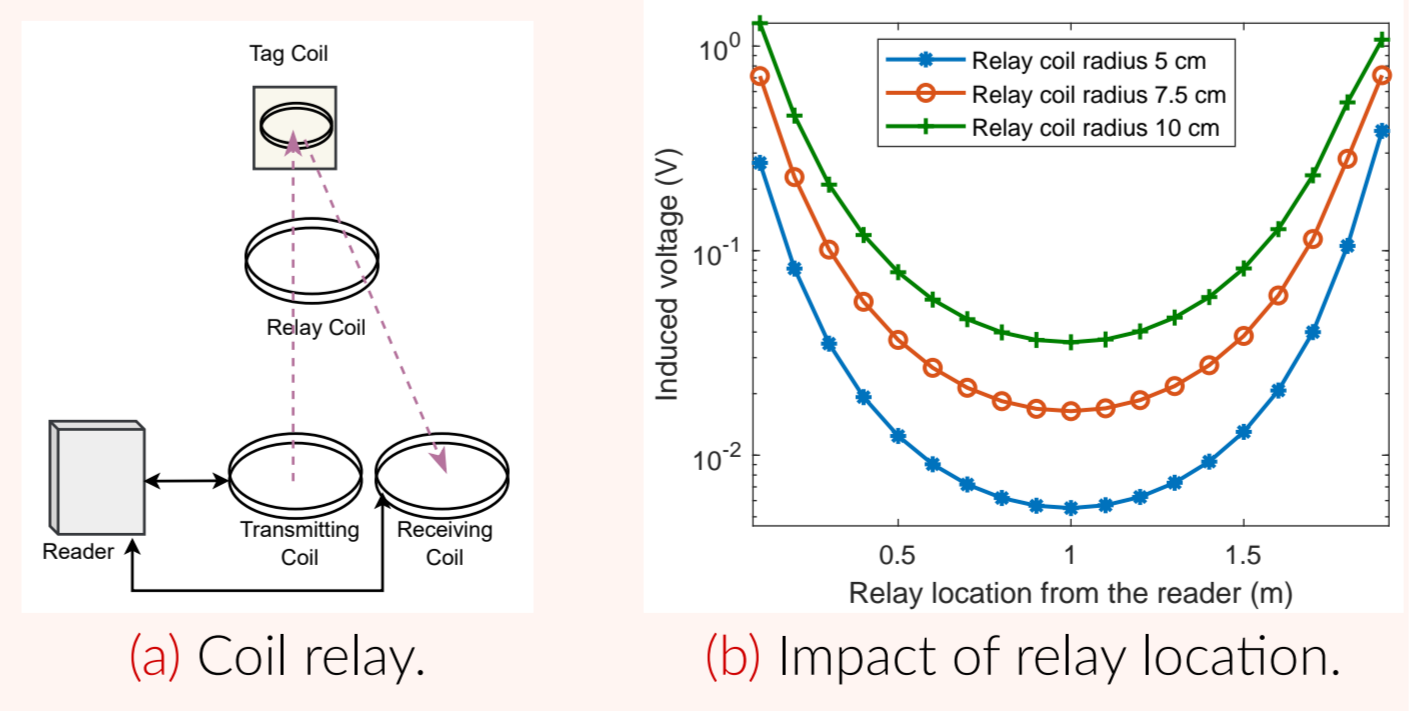 Tag Coil
Relay Coil
Reader
Transmitting
Coil
Receiving
Coil
(a) Coil relay.
Induced voltage (V)
10⁰
10⁻¹
10⁻²
Relay coil radius 5 cm
Relay coil radius 7.5 cm
Relay coil radius 10 cm
0.5
1
1.5
Relay location from the reader (m)
(b) Impact of relay location.